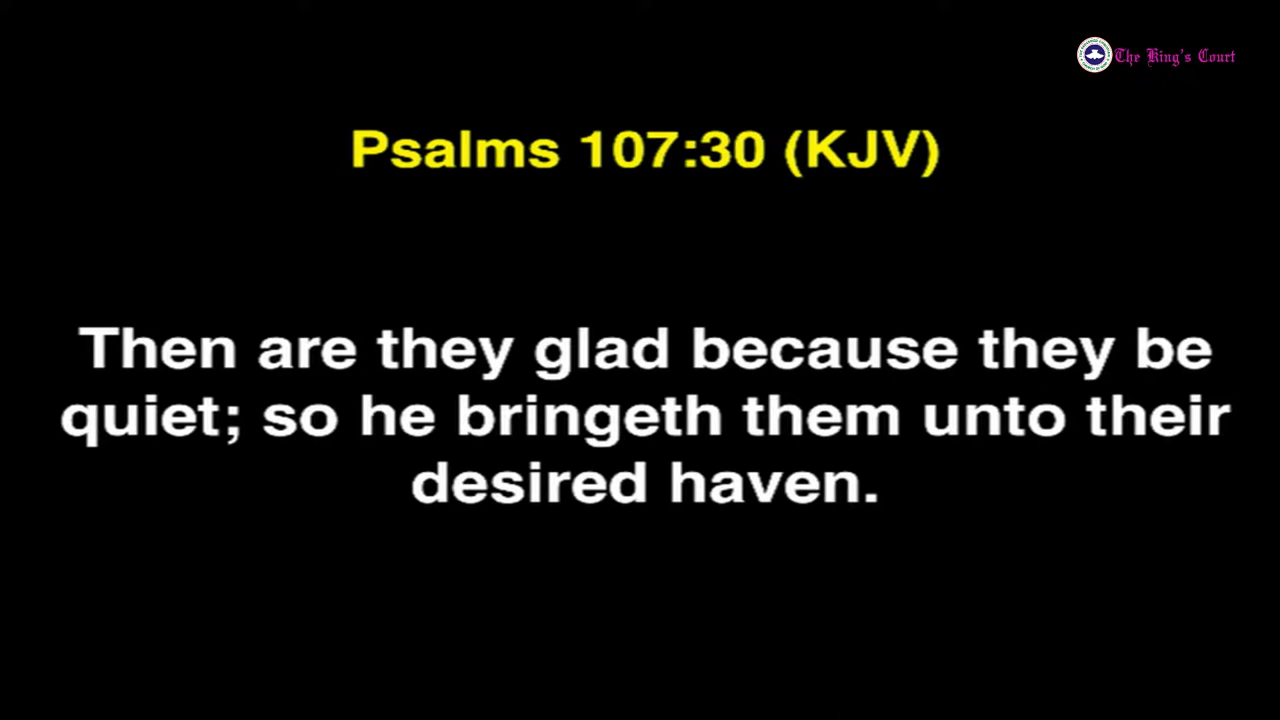 The King's Court
Psalms 107:30 (KJV)
Then are they glad because they be
quiet; so he bringeth them unto their
desired haven.